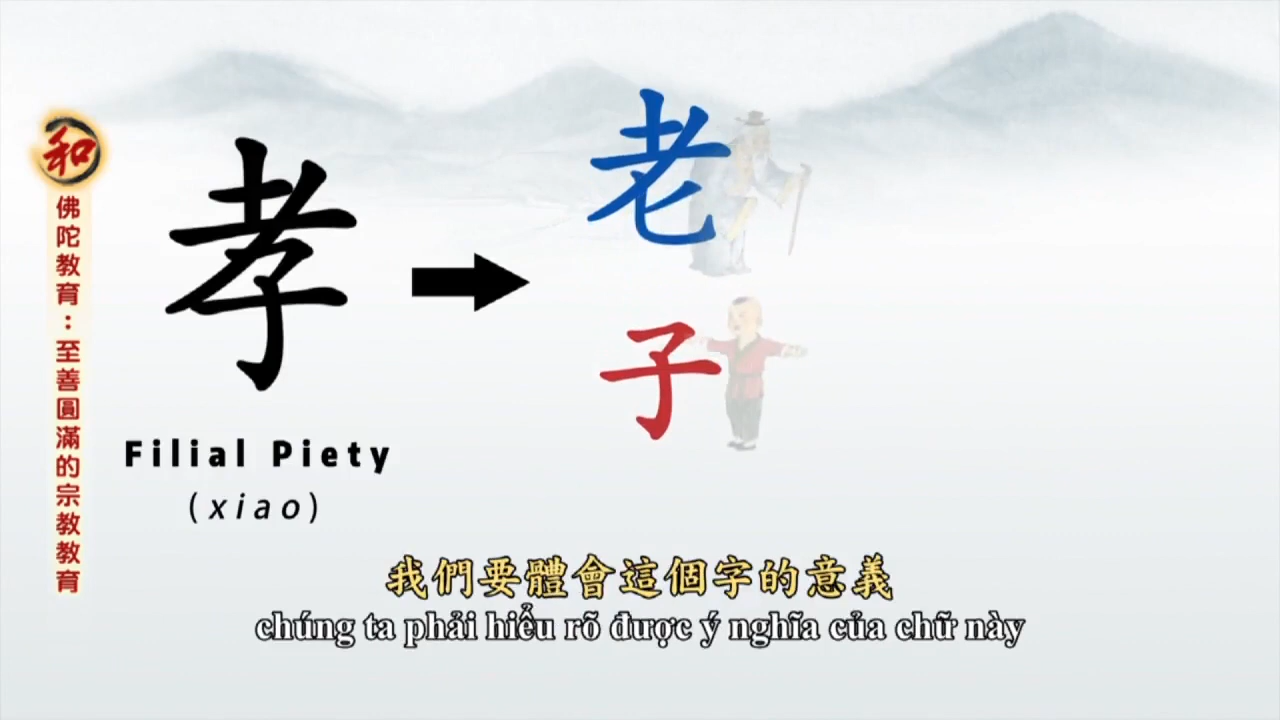 和
佛陀教育：至善圓滿的宗教教育
孝
Filial Piety
(xiao)
老
子
我們要體會這個字的意義
chúng ta phải hiểu rõ được ý nghĩa của chữ này